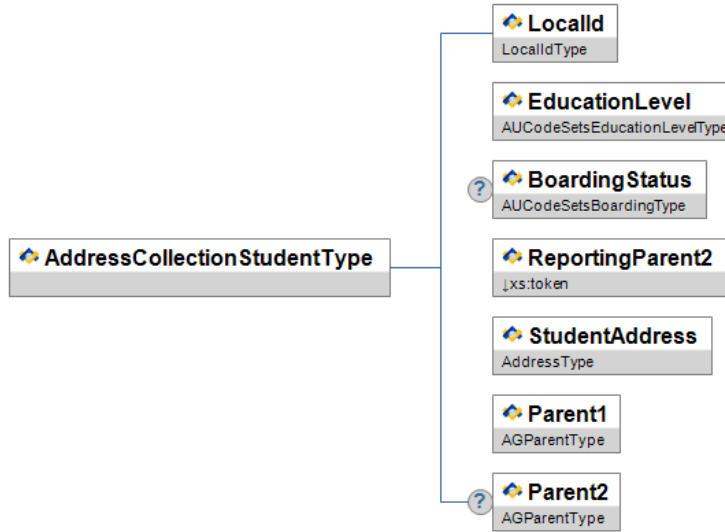 LocalId
LocalIdType
EducationLevel
AUCodeSetsEducationLevelType
?
BoardingStatus
AUCodeSetsBoardingType
AddressCollectionStudentType
ReportingParent2
↓xs:token
StudentAddress
AddressType
Parent1
AGParentType
?
Parent2
AGParentType